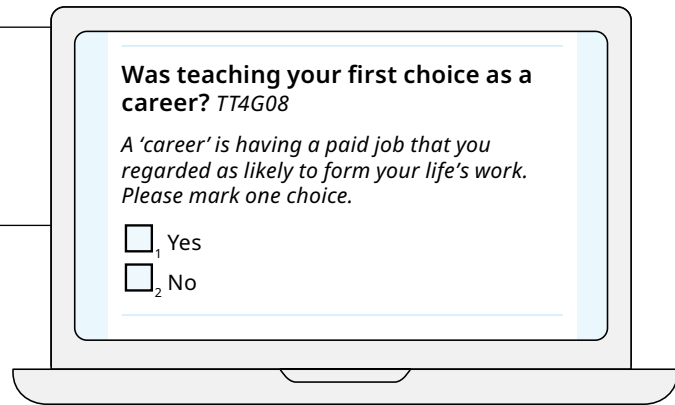 Was teaching your first choice as a
career? TT4G08
A ‘career’ is having a paid job that you
regarded as likely to form your life’s work.
Please mark one choice.
1 Yes
2 No